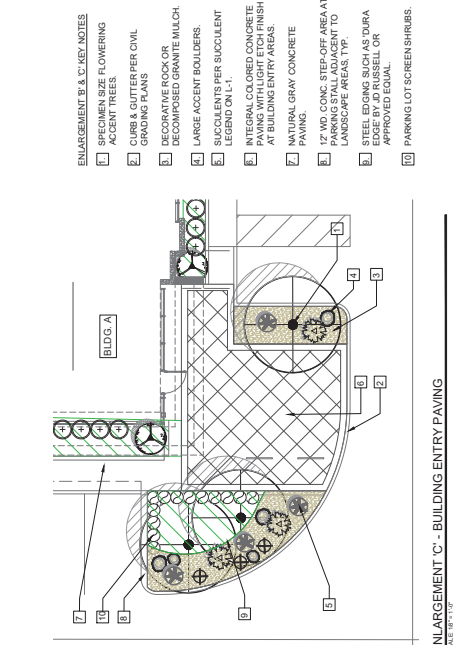 ENLARGEMENT 'B' & 'C' KEY NOTES
1. SPECIMEN SIZE FLOWERING
ACCENT TREES.
2. CURB & GUTTER PER CIVIL
GRADING PLANS
3. DECORATIVE ROCK OR
DECOMPOSED GRANITE MULCH.
4. LARGE ACCENT BOULDERS.
5. SUCCULENTS PER SUCCULENT
LEGEND ON L-1.
6. INTEGRAL COLORED CONCRETE
PAVING WITH LIGHT ETCH FINISH
AT BUILDING ENTRY AREAS.
7. NATURAL GRAY CONCRETE
PAVING.
8. 12" WD. CONC. STEP-OFF AREA AT
PARKING STALL ADJACENT TO
LANDSCAPE AREAS, TYP.
9. STEEL EDGING SUCH AS 'DURA
EDGE' BY JD RUSSELL OR
APPROVED EQUAL.
10 PARKING LOT SCREEN SHRUBS.
BLDG. A
1
4
3
6
2
7
10
8
9
5
NLARGEMENT 'C' - BUILDING ENTRY PAVING